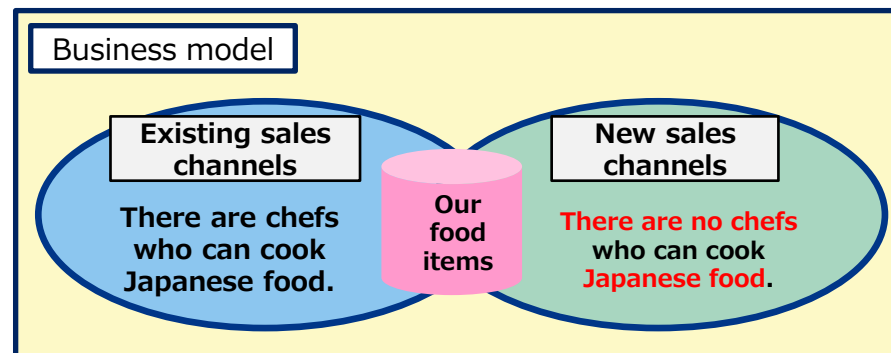 Business model
Existing sales
channels
There are chefs
who can cook
Japanese food.
Our
food
items
New sales
channels
There are no chefs
who can cook
Japanese food.